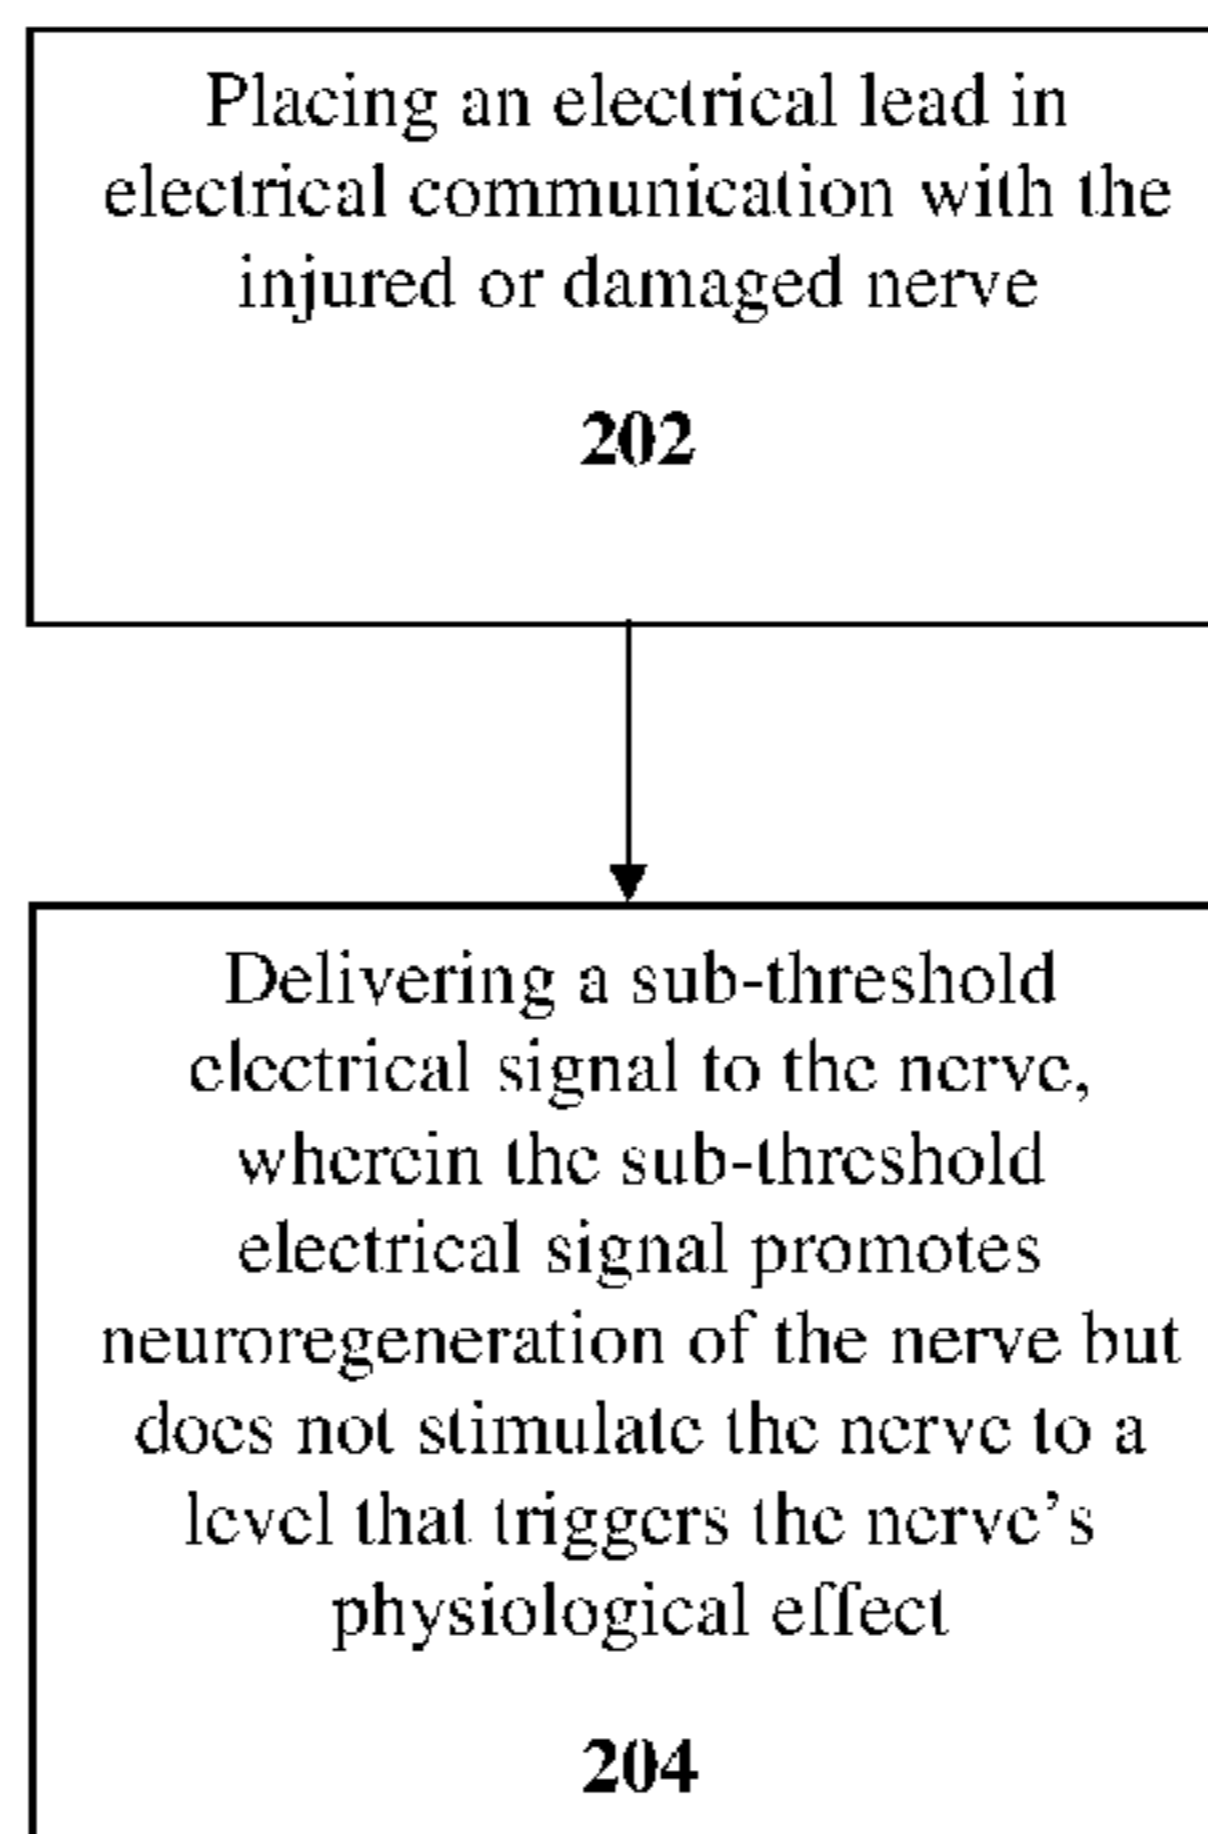 Placing an electrical lead in
electrical communication with the
injured or damaged nerve
202
Delivering a sub-threshold
electrical signal to the nerve,
wherein the sub-threshold
electrical signal promotes
neuroregeneration of the nerve but
does not stimulate the nerve to a
level that triggers the nerve’s
physiological effect
204